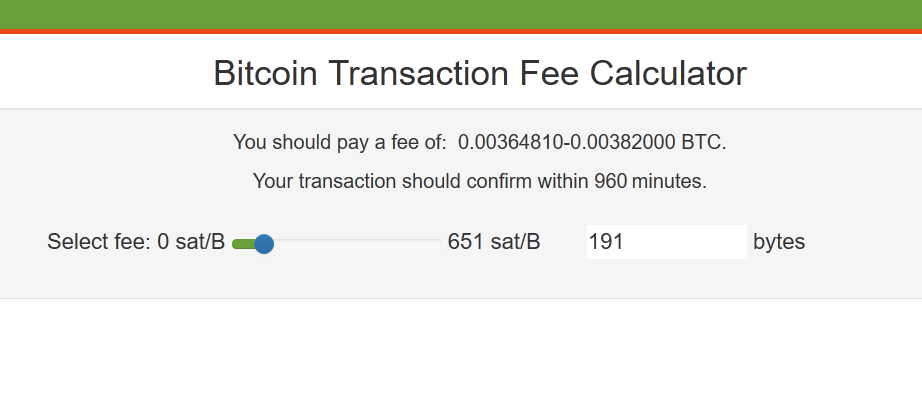 Bitcoin Transaction Fee Calculator
You should pay a fee of: 0.00364810-0.00382000 BTC.
Your transaction should confirm within 960 minutes.
Select fee: 0 sat/B 651 sat/B 191 bytes